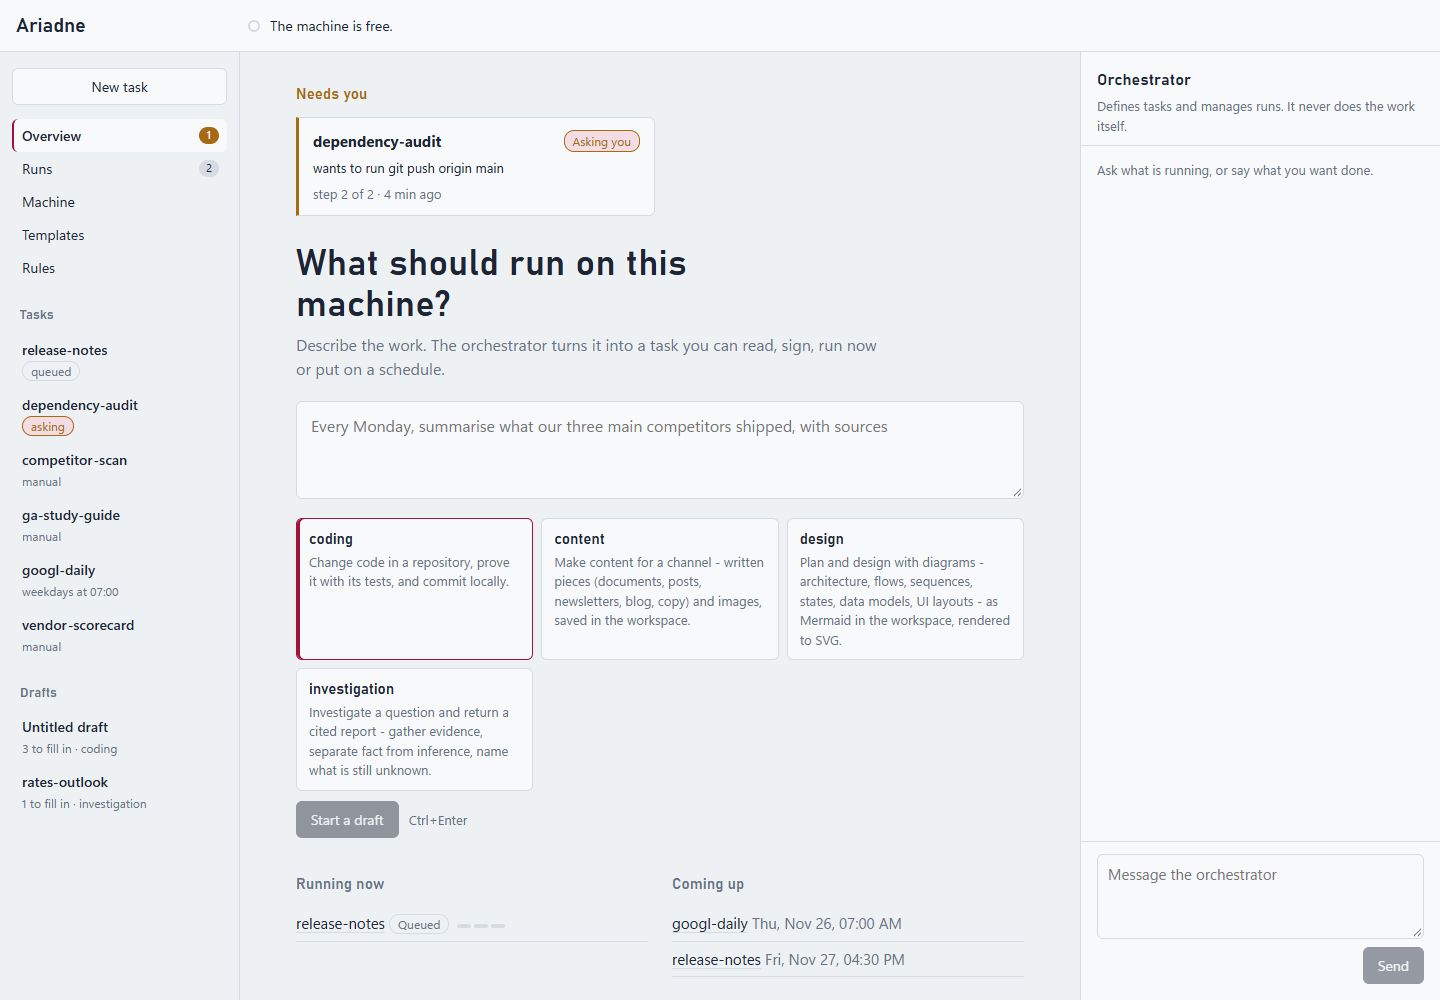 Ariadne
The machine is free.
New task
Overview
1
Runs
2
Machine
Templates
Rules
Tasks
release-notes
queued
dependency-audit
asking
competitor-scan
manual
ga-study-guide
manual
googl-daily
weekdays at 07:00
vendor-scorecard
manual
Drafts
Untitled draft
3 to fill in · coding
rates-outlook
1 to fill in · investigation
Needs you
dependency-audit
Asking you
wants to run git push origin main
step 2 of 2 · 4 min ago
What should run on this
machine?
Describe the work. The orchestrator turns it into a task you can read, sign, run now
or put on a schedule.
Every Monday, summarise what our three main competitors shipped, with sources
coding
Change code in a repository, prove
it with its tests, and commit locally.
content
Make content for a channel - written
pieces (documents, posts,
newsletters, blog, copy) and images,
saved in the workspace.
design
Plan and design with diagrams -
architecture, flows, sequences,
states, data models, UI layouts - as
Mermaid in the workspace, rendered
to SVG.
investigation
Investigate a question and return a
cited report - gather evidence,
separate fact from inference, name
what is still unknown.
Start a draft
Ctrl+Enter
Running now
release-notes Queued
Coming up
googl-daily Thu, Nov 26, 07:00 AM
release-notes Fri, Nov 27, 04:30 PM
Orchestrator
Defines tasks and manages runs. It never does the work
itself.
Ask what is running, or say what you want done.
Message the orchestrator
Send